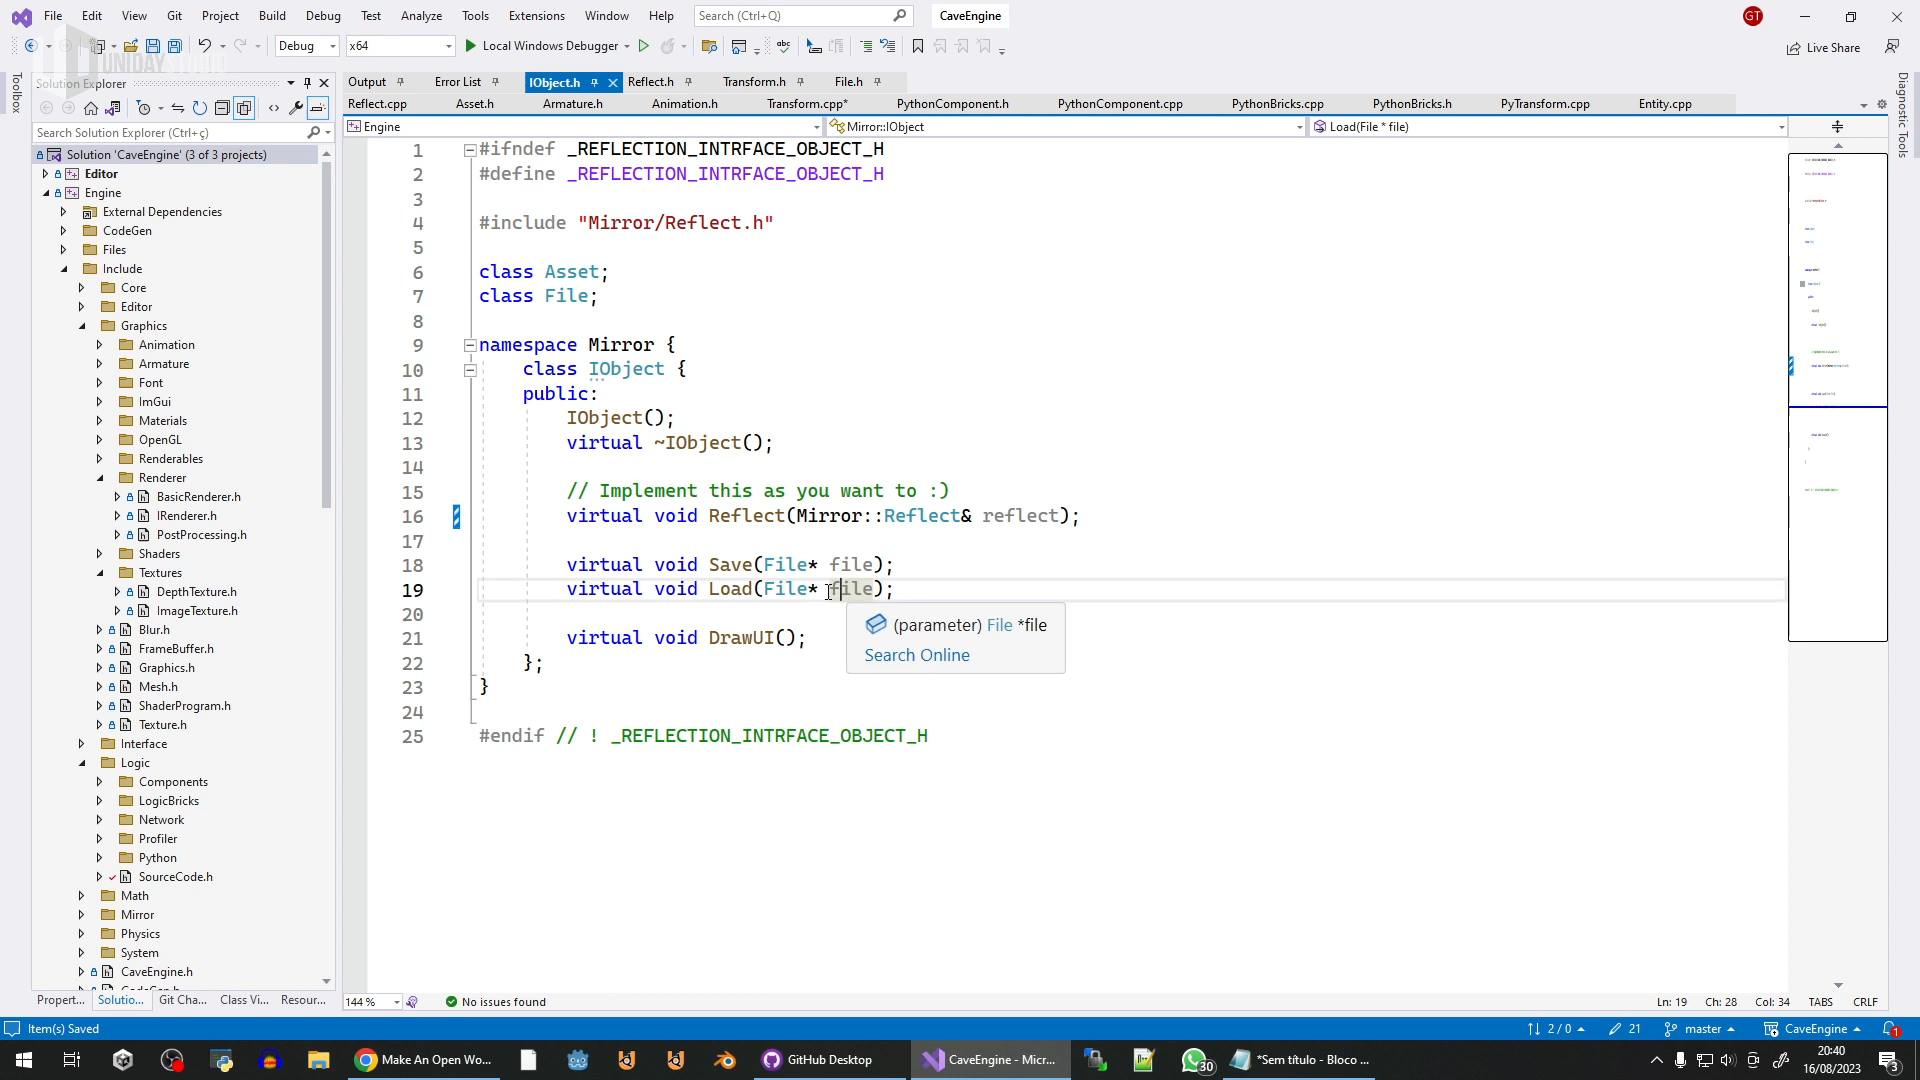 File Edit View Git Project Build Debug Test Analyze Tools Extensions Window Help Search (Ctrl+Q) CaveEngine GT
Debug x64 Local Windows Debugger Live Share
UNIDAY STUDIO
Toolbox
Solution Explorer
Search Solution Explorer (Ctrl+ç)
Solution 'CaveEngine' (3 of 3 projects)
Editor
Engine
External Dependencies
CodeGen
Files
Include
Core
Editor
Graphics
Animation
Armature
Font
ImGui
Materials
OpenGL
Renderables
Renderer
BasicRenderer.h
IRenderer.h
PostProcessing.h
Shaders
Textures
DepthTexture.h
ImageTexture.h
Blur.h
FrameBuffer.h
Graphics.h
Mesh.h
ShaderProgram.h
Texture.h
Interface
Logic
Components
LogicBricks
Network
Profiler
Python
SourceCode.h
Math
Mirror
Physics
System
CaveEngine.h
Propert... Solutio... Git Cha... Class Vi... Resour...
Output Error List IObject.h Reflect.h Transform.h File.h
Reflect.cpp Asset.h Armature.h Animation.h Transform.cpp* PythonComponent.h PythonComponent.cpp PythonBricks.cpp PythonBricks.h PyTransform.cpp Entity.cpp
Engine Mirror::IObject Load(File * file)
1 #ifndef _REFLECTION_INTRFACE_OBJECT_H
2 #define _REFLECTION_INTRFACE_OBJECT_H
3
4 #include "Mirror/Reflect.h"
5
6 class Asset;
7 class File;
8
9 namespace Mirror {
10 class IObject {
11 public:
12 IObject();
13 virtual ~IObject();
14
15 // Implement this as you want to :)
16 virtual void Reflect(Mirror::Reflect& reflect);
17
18 virtual void Save(File* file);
19 virtual void Load(File* file);
20
21 virtual void DrawUI();
22 };
23 }
24
25 #endif // ! _REFLECTION_INTRFACE_OBJECT_H
(parameter) File *file
Search Online
Diagnostic Tools
144 % No issues found Ln: 19 Ch: 28 Col: 34 TABS CRLF
Item(s) Saved 2 / 0 21 master CaveEngine 1
Make An Open Wo... GitHub Desktop CaveEngine - Micr... 30 *Sem título - Bloco ... 20:40
16/08/2023 3